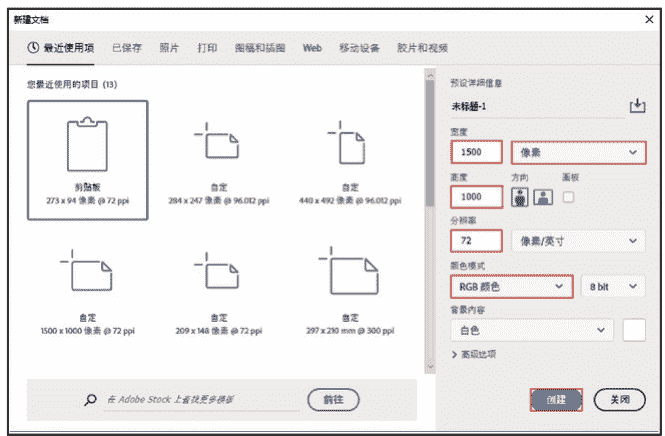 新建文档
最近使用项 已保存 照片 打印 图稿和插图 Web 移动设备 胶片和视频
您最近使用的项目 (13)
剪贴板
273 x 94 像素 @ 72 ppi
自定
284 x 247 像素 @ 96.012 ppi
自定
440 x 492 像素 @ 96.012 ppi
自定
1500 x 1000 像素 @ 72 ppi
自定
209 x 148 像素 @ 72 ppi
自定
297 x 210 mm @ 300 ppi
在 Adobe Stock 上查找更多模板
前往
预设详细信息
未标题-1
宽度
1500 像素
高度 方向 画板
1000
分辨率
72 像素/英寸
颜色模式
RGB 颜色 8 bit
背景内容
白色
高级选项
创建 关闭